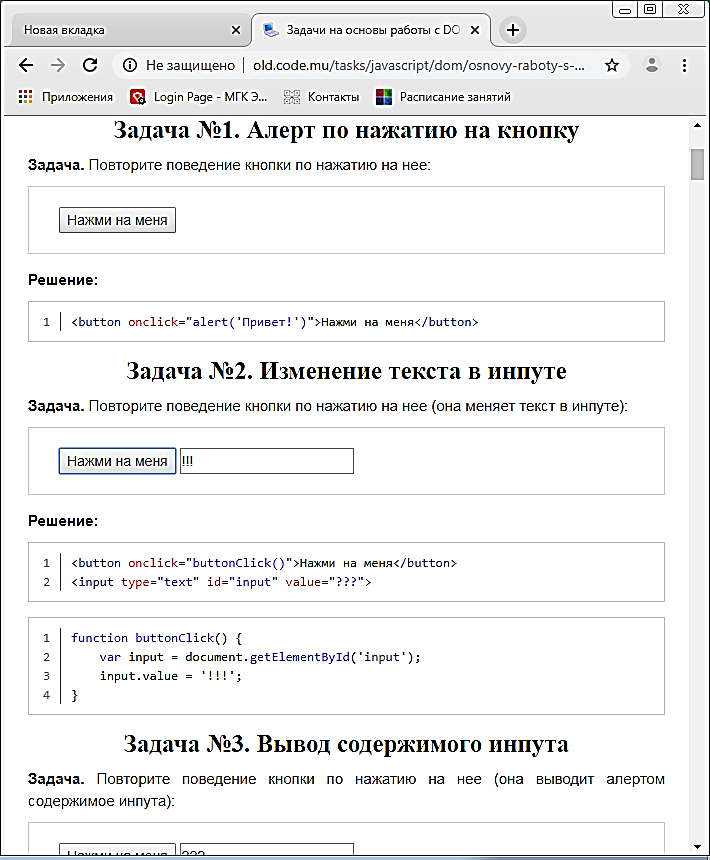 Новая вкладка
Задачи на основы работы с DO
Не защищено | old.code.mu/tasks/javascript/dom/osnovy-raboty-s-...
Приложения Login Page - МГК Э... Контакты Расписание занятий
Задача №1. Алерт по нажатию на кнопку
Задача. Повторите поведение кнопки по нажатию на нее:
Нажми на меня
Решение:
1 <button onclick="alert('Привет!')">Нажми на меня</button>
Задача №2. Изменение текста в инпуте
Задача. Повторите поведение кнопки по нажатию на нее (она меняет текст в инпуте):
Нажми на меня !!!
Решение:
1 <button onclick="buttonClick()">Нажми на меня</button>
2 <input type="text" id="input" value="???">
1 function buttonClick() {
2 var input = document.getElementById('input');
3 input.value = '!!!';
4 }
Задача №3. Вывод содержимого инпута
Задача. Повторите поведение кнопки по нажатию на нее (она выводит алертом
содержимое инпута):
Нажми на меня ???